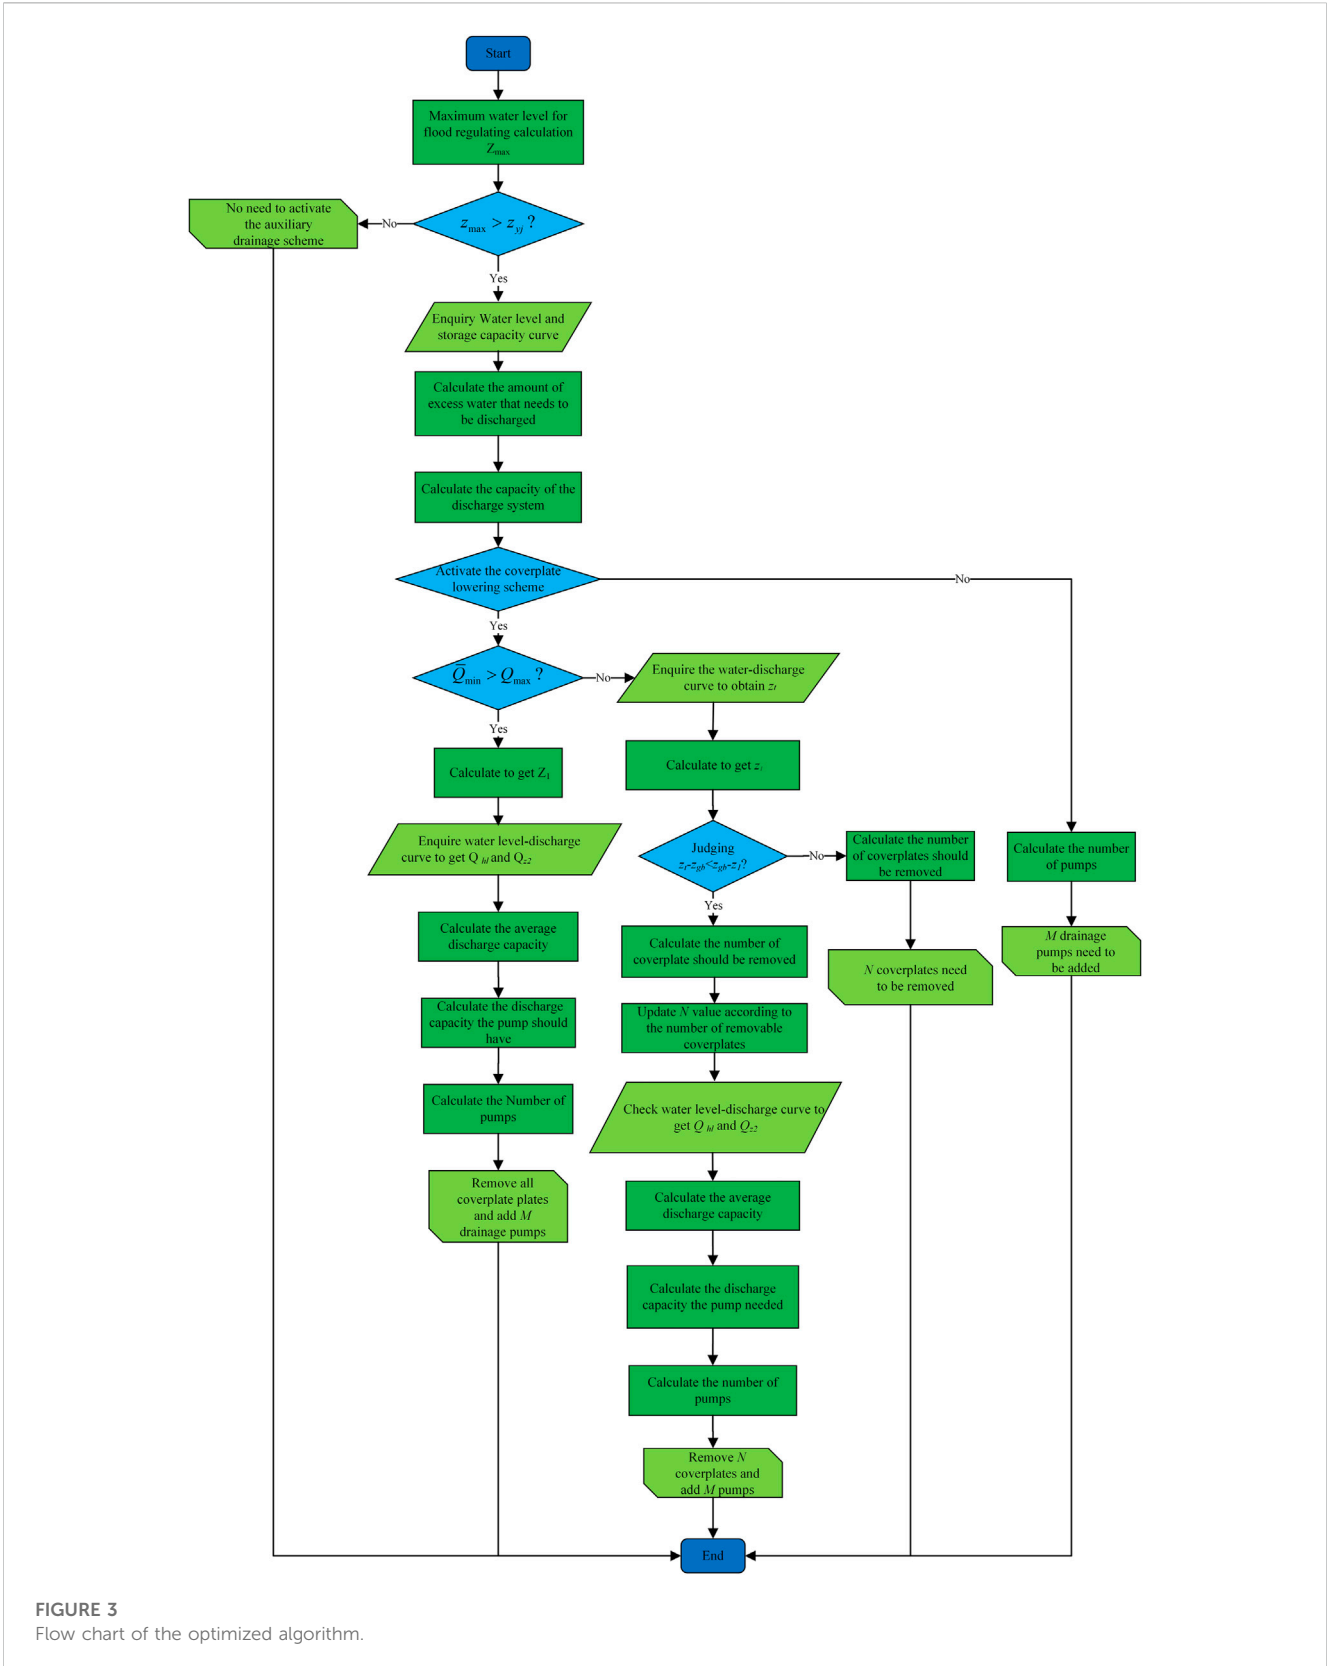 Start
Maximum water level for
flood regulating calculation
Zmax
zmax > zyj ?
No
No need to activate
the auxiliary
drainage scheme
Yes
Enquiry Water level and
storage capacity curve
Calculate the amount of
excess water that needs to
be discharged
Calculate the capacity of the
discharge system
Activate the coverplate
lowering scheme
No
Yes
Q̅min > Qmax ?
No
Enquire the water-discharge
curve to obtain zt
Yes
Calculate to get Z1
Calculate to get
Enquire water level-discharge
curve to get Q hl and Qz2
Judging
No
Calculate the number
of coverplates should
be removed
Calculate the number
of pumps
Yes
Calculate the average
discharge capacity
Calculate the number of
coverplate should be removed
N coverplates need
to be removed
M drainage
pumps need to
be added
Calculate the discharge
capacity the pump should
have
Update N value according to
the number of removable
coverplates
Calculate the Number of
pumps
Check water level-discharge curve to
get Q hl and Qz2
Remove all
coverplate plates
and add M
drainage pumps
Calculate the average
discharge capacity
Calculate the discharge
capacity the pump needed
Calculate the number of
pumps
Remove N
coverplates and
add M pumps
End
FIGURE 3
Flow chart of the optimized algorithm.